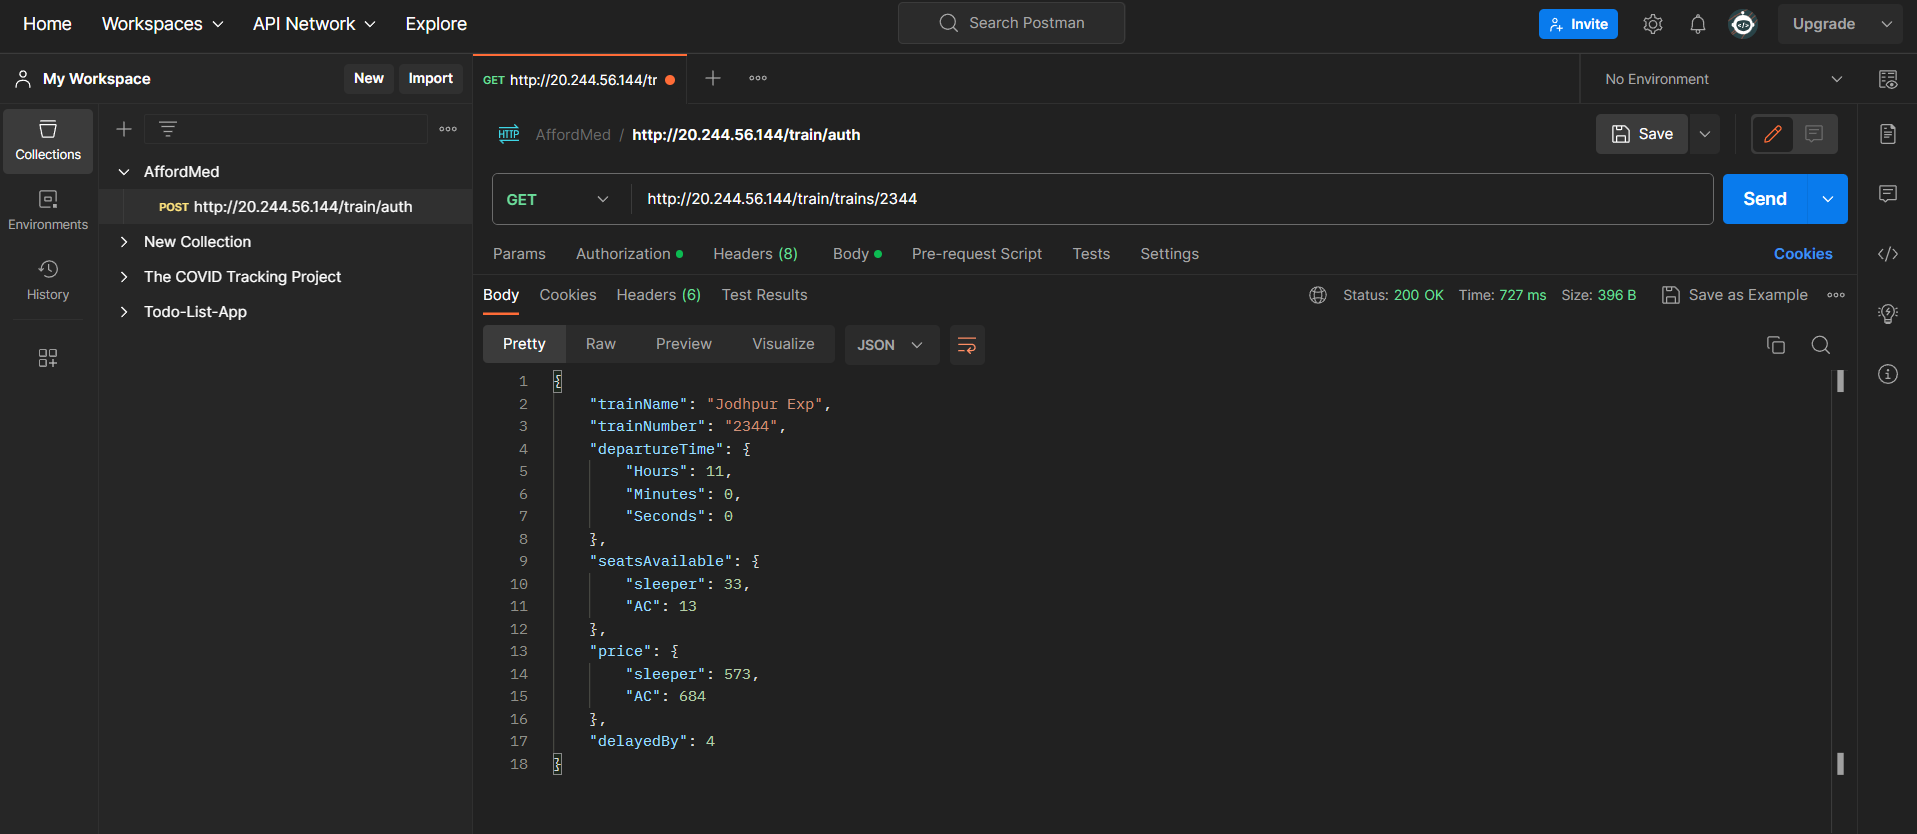 Home Workspaces API Network Explore Search Postman Invite Upgrade
My Workspace New Import
GET http://20.244.56.144/tr No Environment
Collections
Environments
History
AffordMed
POST http://20.244.56.144/train/auth
New Collection
The COVID Tracking Project
Todo-List-App
HTTP AffordMed / http://20.244.56.144/train/auth Save
GET http://20.244.56.144/train/trains/2344 Send
Params Authorization Headers (8) Body Pre-request Script Tests Settings Cookies
Body Cookies Headers (6) Test Results Status: 200 OK Time: 727 ms Size: 396 B Save as Example
Pretty Raw Preview Visualize JSON
1 {
2 "trainName": "Jodhpur Exp",
3 "trainNumber": "2344",
4 "departureTime": {
5 "Hours": 11,
6 "Minutes": 0,
7 "Seconds": 0
8 },
9 "seatsAvailable": {
10 "sleeper": 33,
11 "AC": 13
12 },
13 "price": {
14 "sleeper": 573,
15 "AC": 684
16 },
17 "delayedBy": 4
18 }